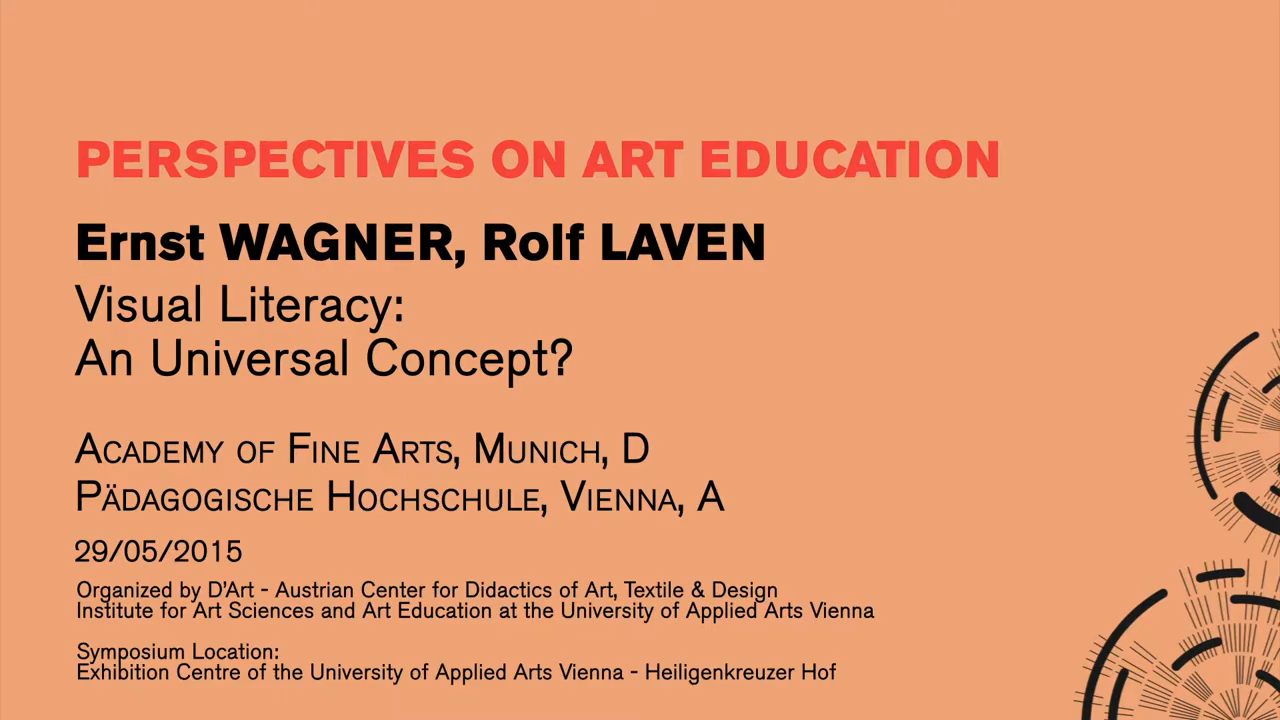 PERSPECTIVES ON ART EDUCATION
Ernst WAGNER, Rolf LAVEN
Visual Literacy:
An Universal Concept?
ACADEMY OF FINE ARTS, MUNICH, D
PÄDAGOGISCHE HOCHSCHULE, VIENNA, A
29/05/2015
Organized by D'Art - Austrian Center for Didactics of Art, Textile & Design
Institute for Art Sciences and Art Education at the University of Applied Arts Vienna
Symposium Location:
Exhibition Centre of the University of Applied Arts Vienna - Heiligenkreuzer Hof